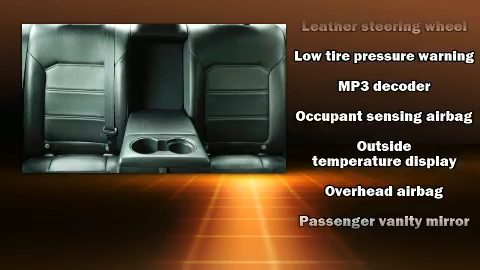 Leather steering wheel
Low tire pressure warning
MP3 decoder
Occupant sensing airbag
Outside
temperature display
Overhead airbag
Passenger vanity mirror